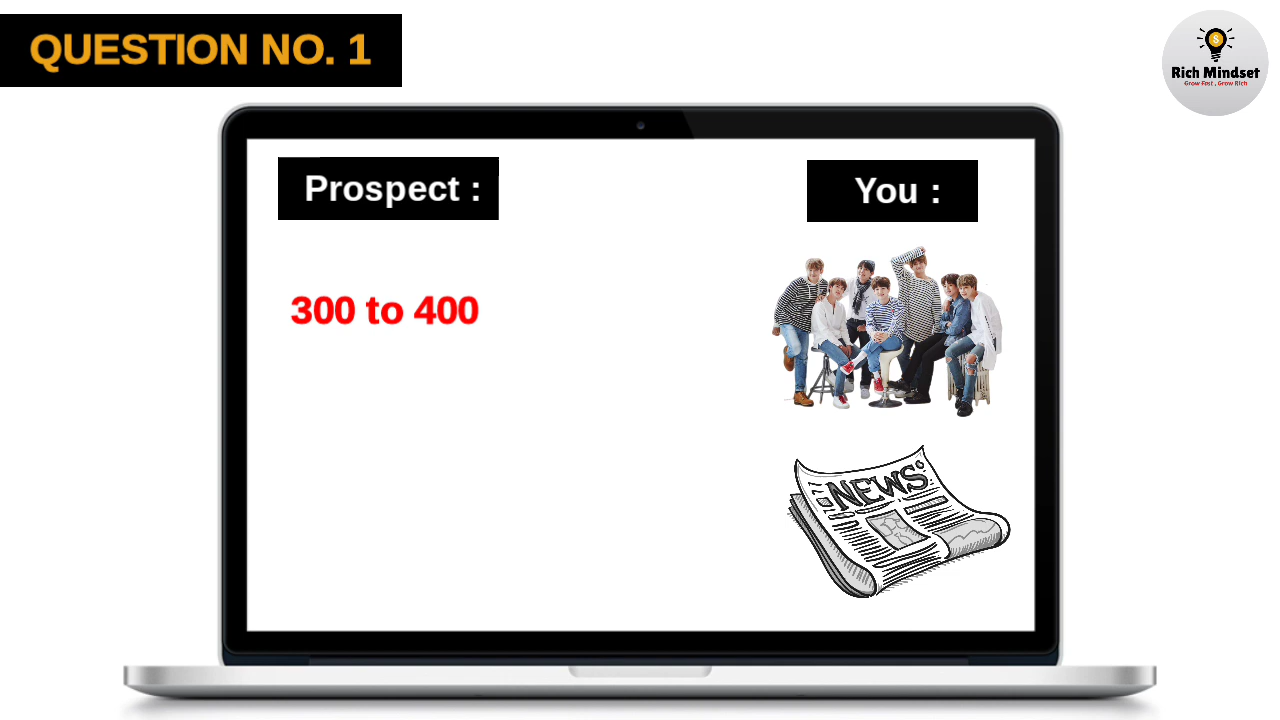 QUESTION NO. 1
Rich Mindset
Grow Fast , Grow Rich
Prospect :
You :
300 to 400
NEWS